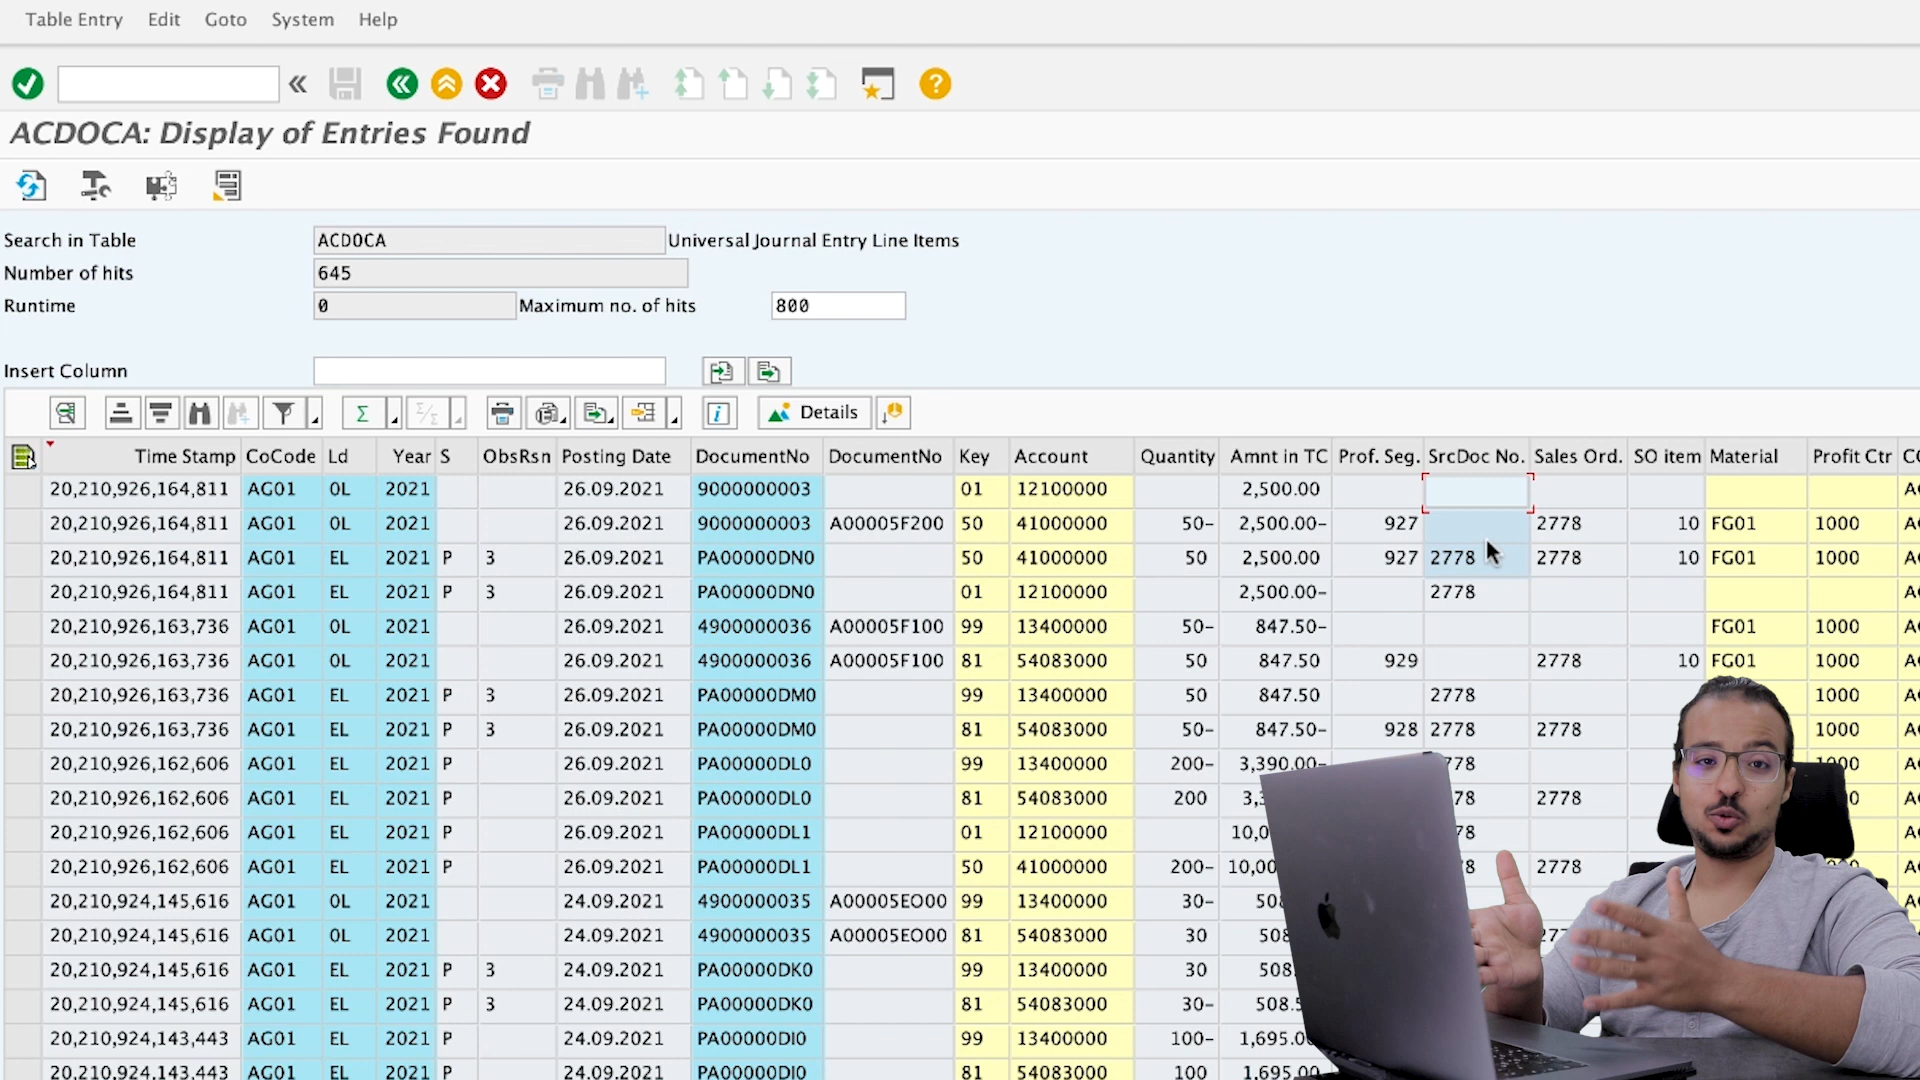 Table Entry Edit Goto System Help
ACDOCA: Display of Entries Found
Search in Table ACDOCA Universal Journal Entry Line Items
Number of hits 645
Runtime 0 Maximum no. of hits 800
Insert Column
Details
Time Stamp CoCode Ld Year S ObsRsn Posting Date DocumentNo DocumentNo Key Account Quantity Amnt in TC Prof. Seg. SrcDoc No. Sales Ord. SO item Material Profit Ctr
20,210,926,164,811 AG01 0L 2021 26.09.2021 9000000003 01 12100000 2,500.00
20,210,926,164,811 AG01 0L 2021 26.09.2021 9000000003 A00005F200 50 41000000 50- 2,500.00- 927 2778 10 FG01 1000
20,210,926,164,811 AG01 EL 2021 P 3 26.09.2021 PA00000DN0 50 41000000 50 2,500.00 927 2778 2778 10 FG01 1000
20,210,926,164,811 AG01 EL 2021 P 3 26.09.2021 PA00000DN0 01 12100000 2,500.00- 2778
20,210,926,163,736 AG01 0L 2021 26.09.2021 4900000036 A00005F100 99 13400000 50- 847.50- FG01 1000
20,210,926,163,736 AG01 0L 2021 26.09.2021 4900000036 A00005F100 81 54083000 50 847.50 929 2778 10 FG01 1000
20,210,926,163,736 AG01 EL 2021 P 3 26.09.2021 PA00000DM0 99 13400000 50 847.50 2778 1000
20,210,926,163,736 AG01 EL 2021 P 3 26.09.2021 PA00000DM0 81 54083000 50- 847.50- 928 2778 2778 1000
20,210,926,162,606 AG01 EL 2021 P 26.09.2021 PA00000DL0 99 13400000 200- 3,390.00-
20,210,926,162,606 AG01 EL 2021 P 26.09.2021 PA00000DL0 81 54083000 200 2778
20,210,926,162,606 AG01 EL 2021 P 26.09.2021 PA00000DL1 01 12100000
20,210,926,162,606 AG01 EL 2021 P 26.09.2021 PA00000DL1 50 41000000 200- 2778
20,210,924,145,616 AG01 0L 2021 24.09.2021 4900000035 A00005EO00 99 13400000 30-
20,210,924,145,616 AG01 0L 2021 24.09.2021 4900000035 A00005EO00 81 54083000 30
20,210,924,145,616 AG01 EL 2021 P 3 24.09.2021 PA00000DK0 99 13400000 30
20,210,924,145,616 AG01 EL 2021 P 3 24.09.2021 PA00000DK0 81 54083000 30-
20,210,924,143,443 AG01 EL 2021 P 24.09.2021 PA00000DI0 99 13400000 100-
20,210,924,143,443 AG01 EL 2021 P 24.09.2021 PA00000DI0 81 54083000 100 1,695.00